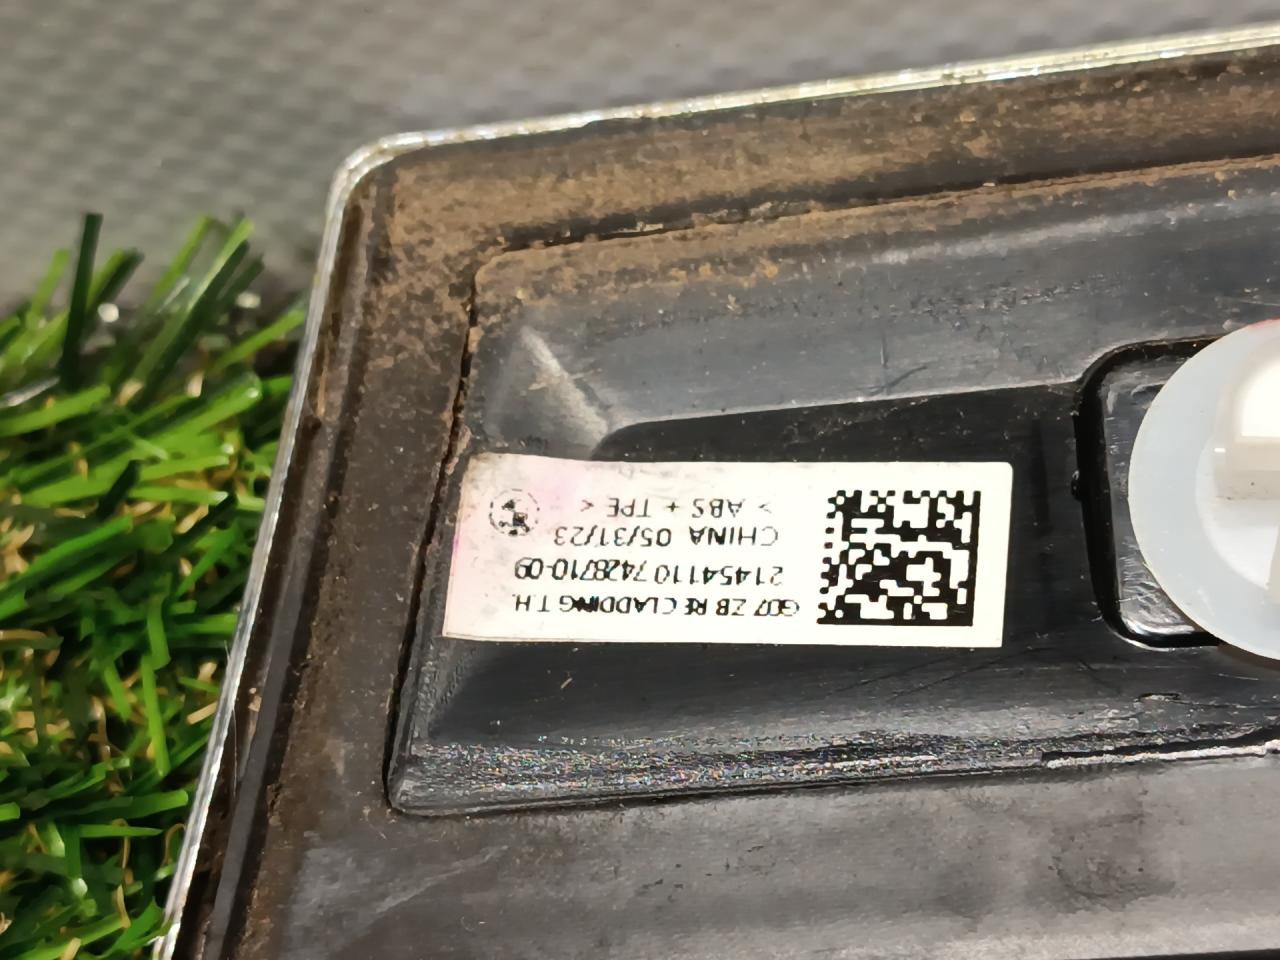 G07 ZB RE CLADDING T.H.
21454110 7428710-09
CHINA 05/31/23
> ABS + TPE <